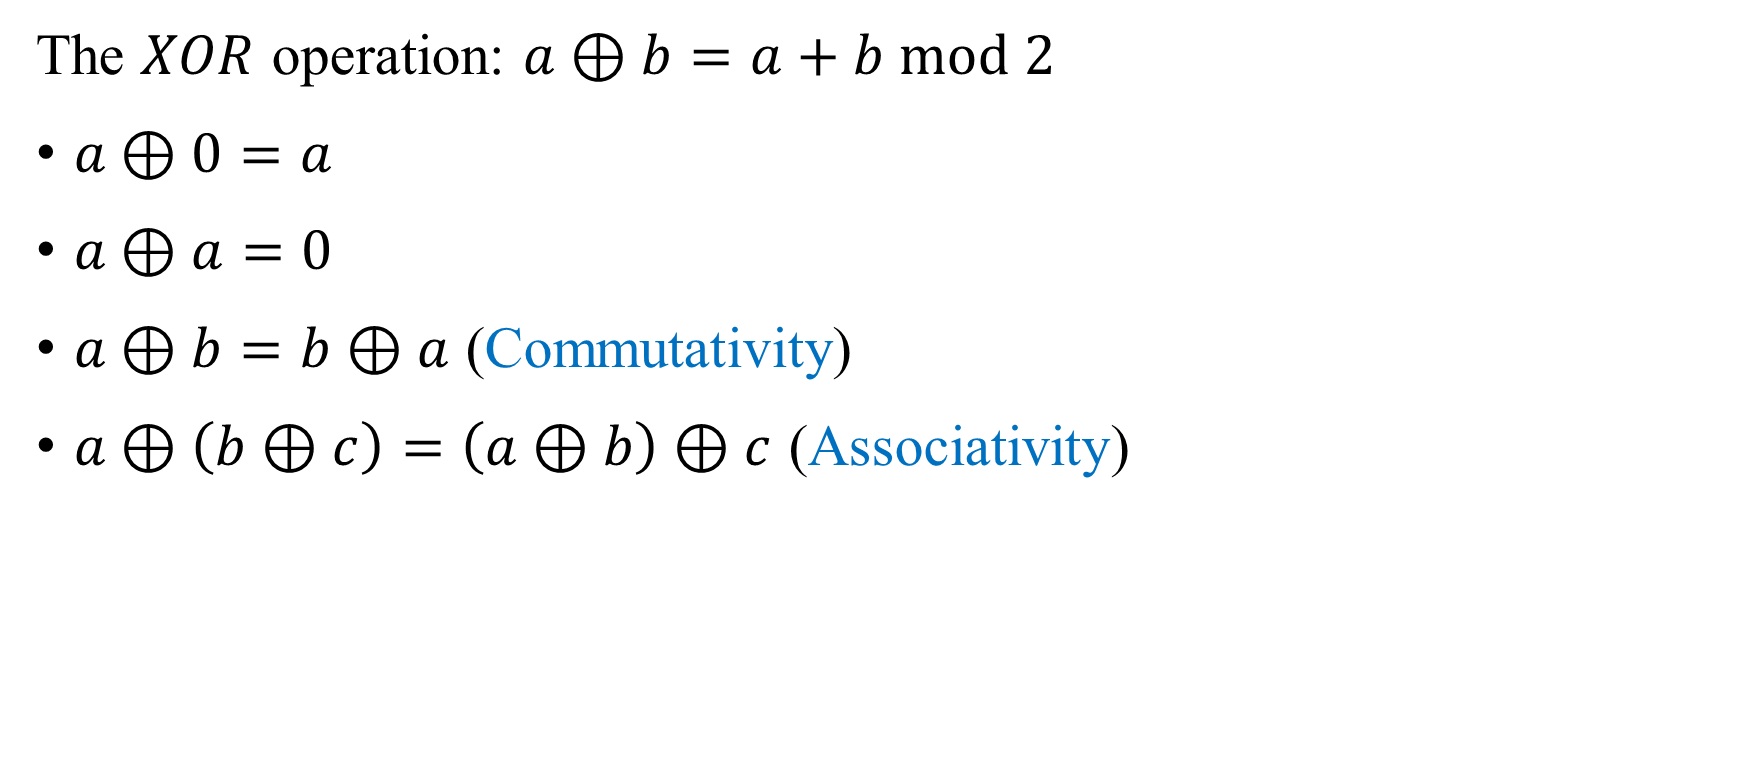 The XOR operation: a ⊕ b = a + b mod 2
• a ⊕ 0 = a
• a ⊕ a = 0
• a ⊕ b = b ⊕ a (Commutativity)
• a ⊕ (b ⊕ c) = (a ⊕ b) ⊕ c (Associativity)